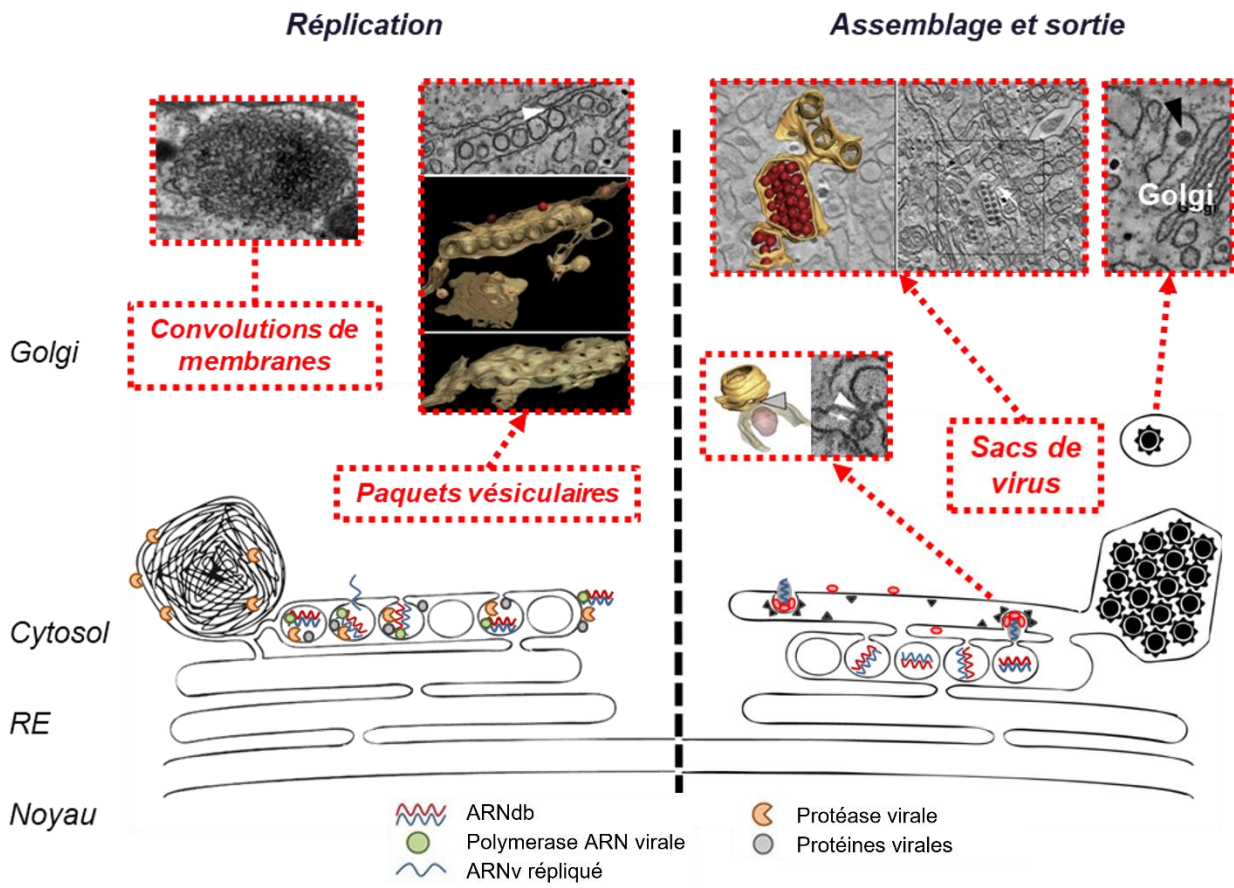 Réplication
Assemblage et sortie
Golgi
Golgi
Convolutions de
membranes
Golgi
Sacs de
virus
Paquets vésiculaires
Cytosol
RE
Noyau
ARNdb
Polymerase ARN virale
ARNv répliqué
Protéase virale
Protéines virales